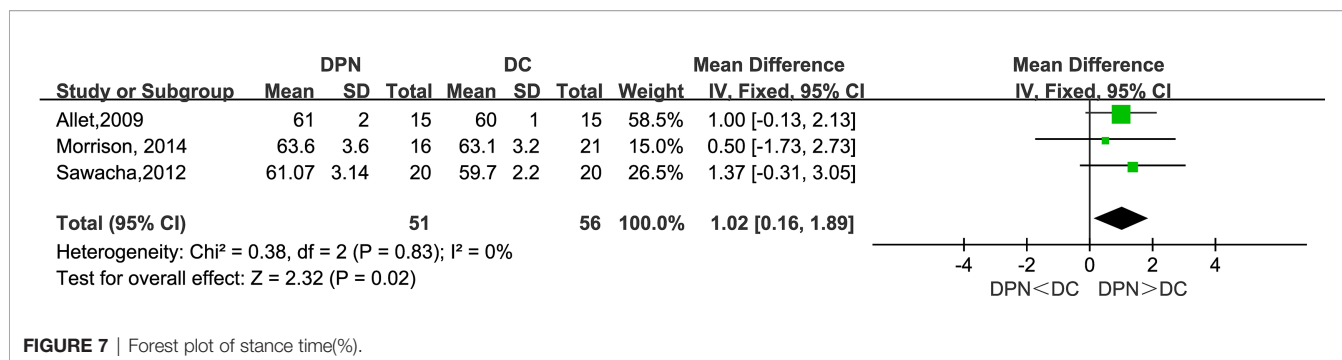 DPN DC Mean Difference Mean Difference
Study or Subgroup Mean SD Total Mean SD Total Weight IV, Fixed, 95% CI IV, Fixed, 95% CI
Allet,2009 61 2 15 60 1 15 58.5% 1.00 [-0.13, 2.13]
Morrison, 2014 63.6 3.6 16 63.1 3.2 21 15.0% 0.50 [-1.73, 2.73]
Sawacha,2012 61.07 3.14 20 59.7 2.2 20 26.5% 1.37 [-0.31, 3.05]
Total (95% CI) 51 56 100.0% 1.02 [0.16, 1.89]
Heterogeneity: Chi² = 0.38, df = 2 (P = 0.83); I² = 0%
Test for overall effect: Z = 2.32 (P = 0.02)
-4 -2 0 2 4
DPN<DC DPN>DC
FIGURE 7 | Forest plot of stance time(%).